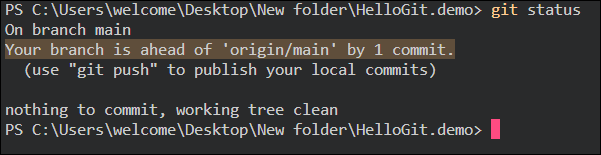 PS C:\Users\welcome\Desktop\New folder\HelloGit.demo> git status
On branch main
Your branch is ahead of 'origin/main' by 1 commit.
  (use "git push" to publish your local commits)

nothing to commit, working tree clean
PS C:\Users\welcome\Desktop\New folder\HelloGit.demo>